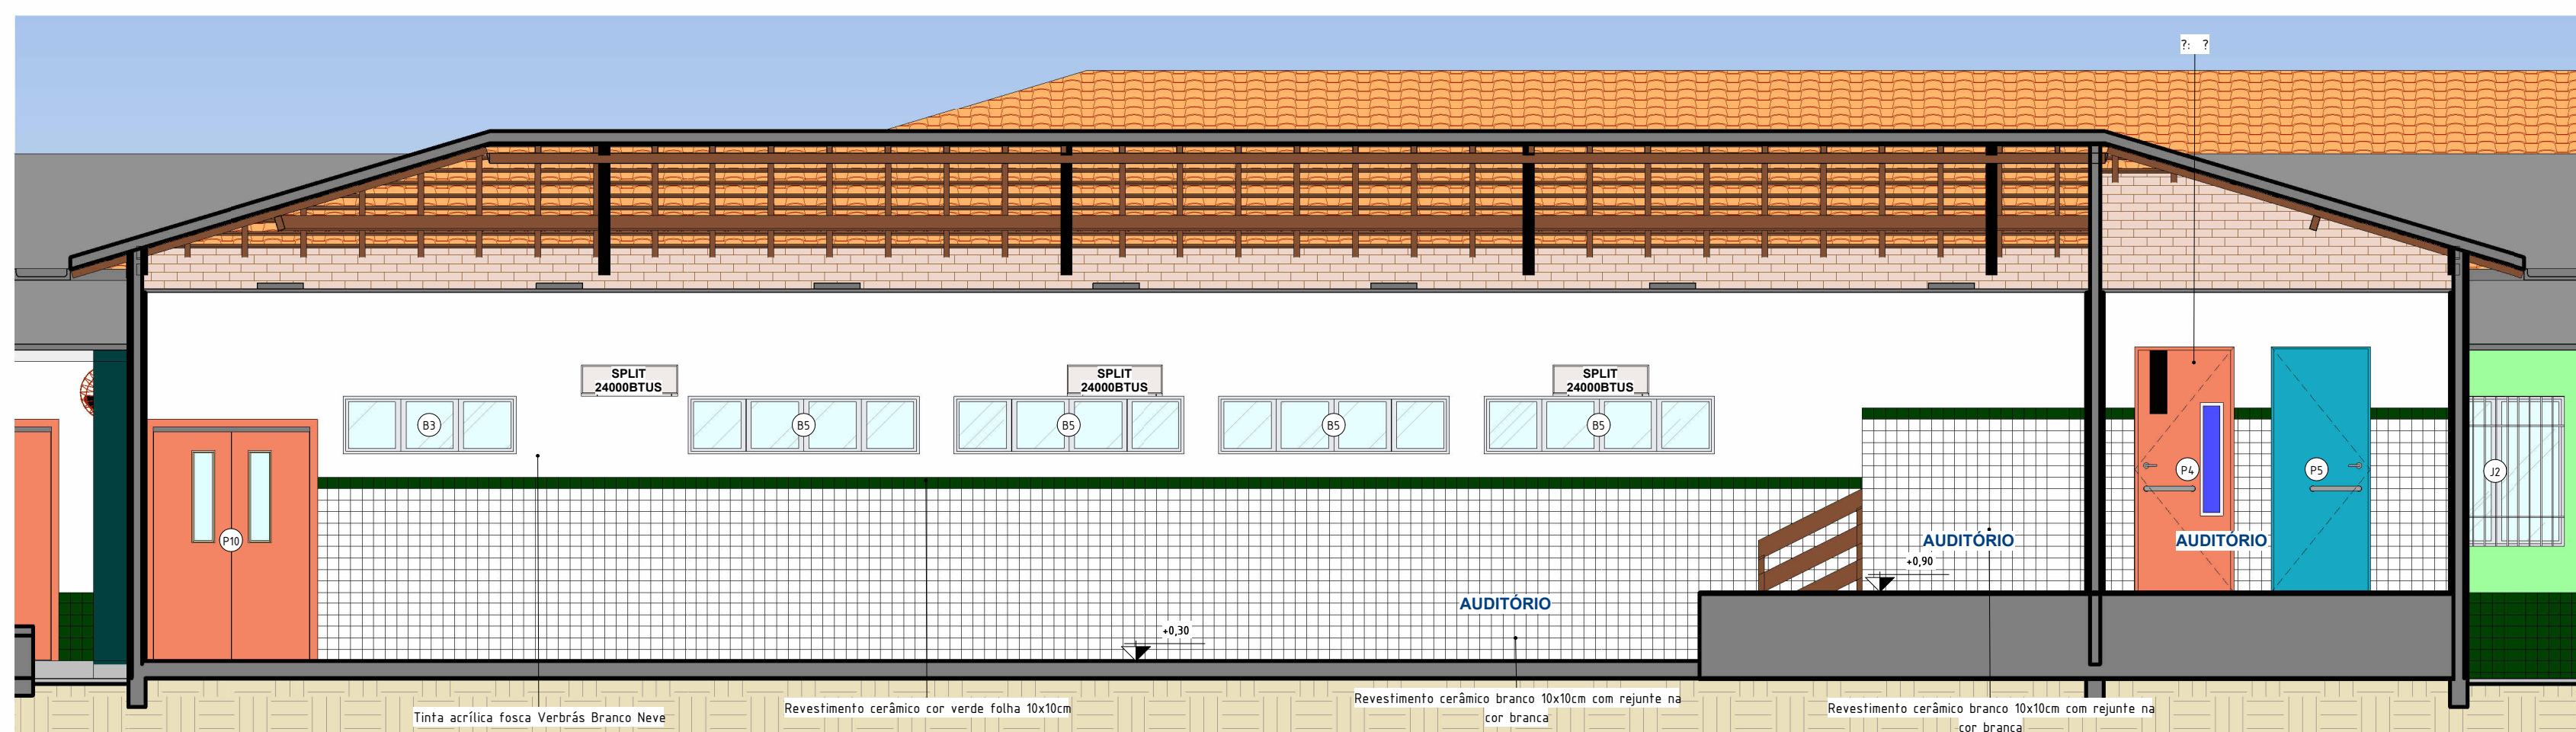 ?: ?
SPLIT
24000BTUS
SPLIT
24000BTUS
SPLIT
24000BTUS
B3
B5
B5
B5
B5
P4
P5
J2
P10
AUDITÓRIO
AUDITÓRIO
+0,90
AUDITÓRIO
+0,30
Tinta acrílica fosca Verbrás Branco Neve
Revestimento cerâmico cor verde folha 10x10cm
Revestimento cerâmico branco 10x10cm com rejunte na
cor branca
Revestimento cerâmico branco 10x10cm com rejunte na
cor branca